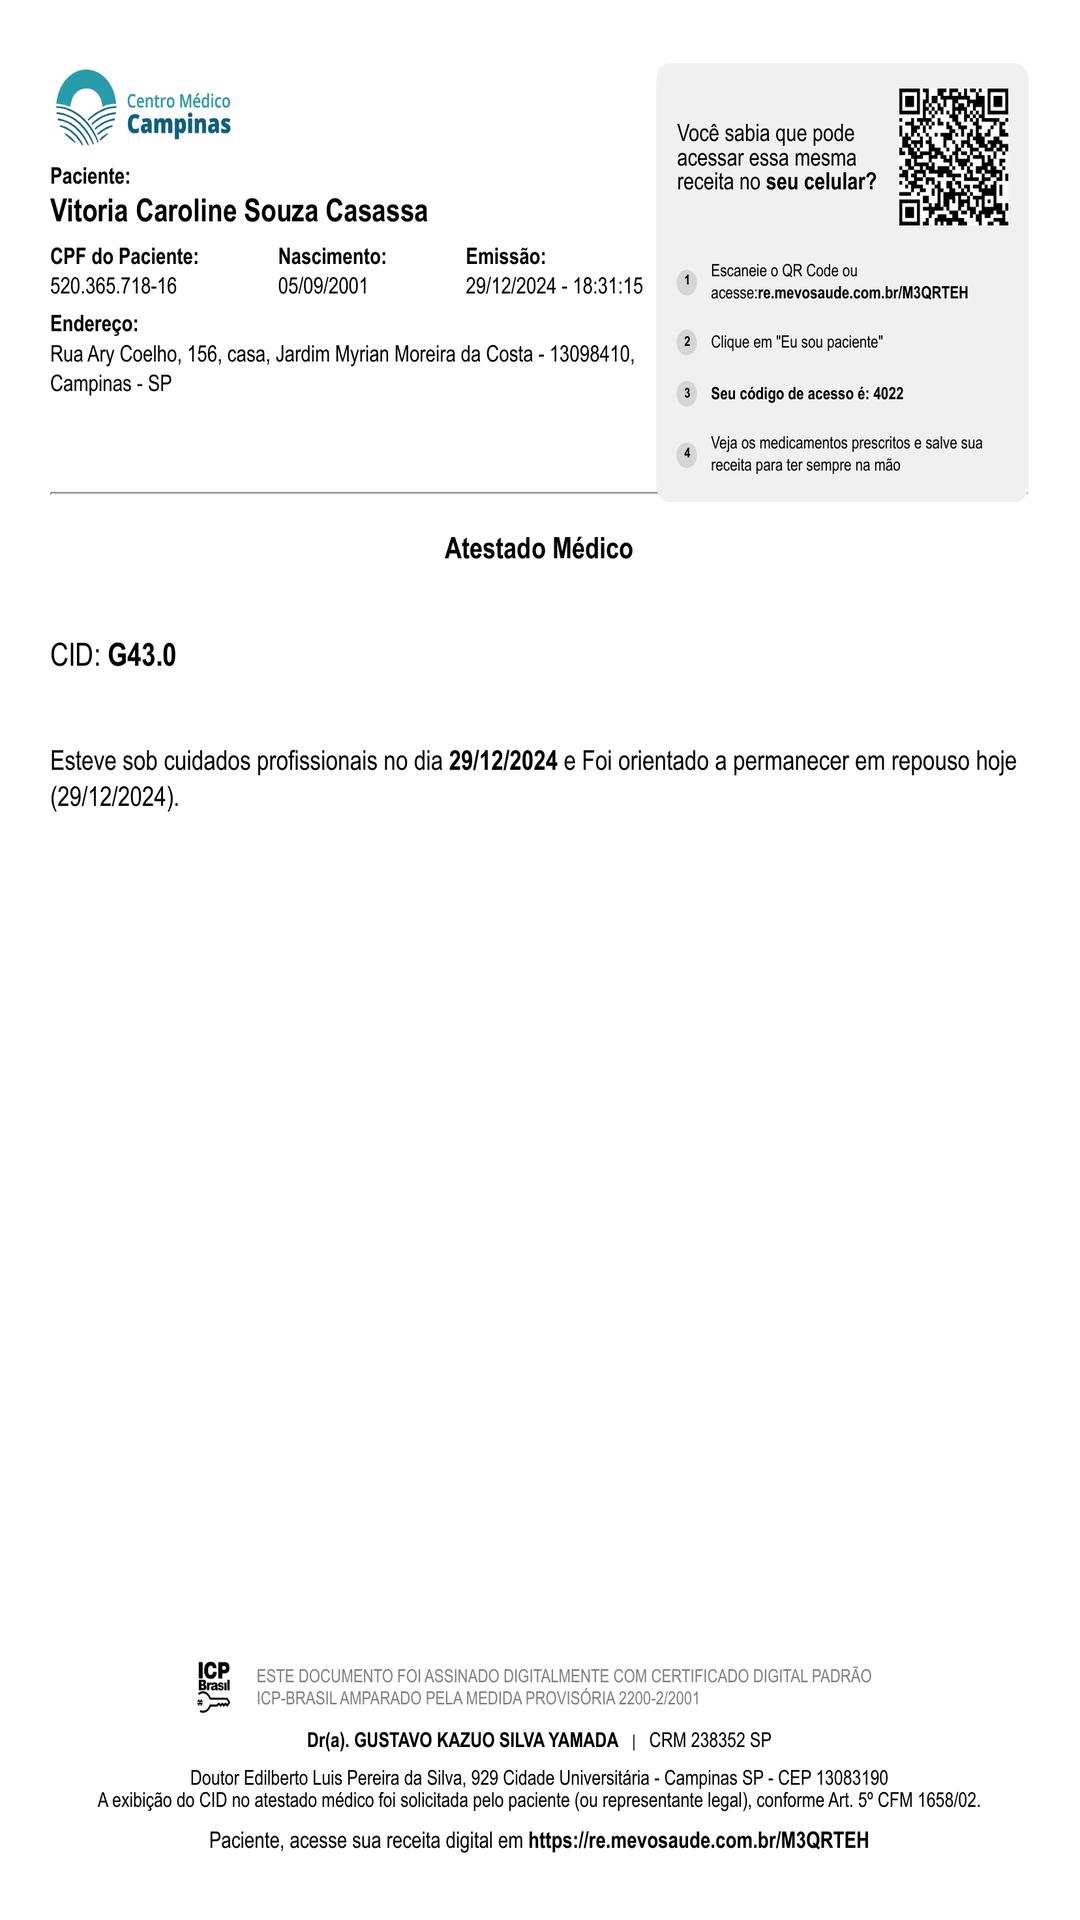 Centro Médico
Campinas
Paciente:
Vitoria Caroline Souza Casassa
CPF do Paciente: Nascimento: Emissão:
520.365.718-16 05/09/2001 29/12/2024 - 18:31:15
Endereço:
Rua Ary Coelho, 156, casa, Jardim Myrian Moreira da Costa - 13098410,
Campinas - SP
Você sabia que pode
acessar essa mesma
receita no seu celular?
1 Escaneie o QR Code ou
acesse:re.mevosaude.com.br/M3QRTEH
2 Clique em "Eu sou paciente"
3 Seu código de acesso é: 4022
4 Veja os medicamentos prescritos e salve sua
receita para ter sempre na mão
Atestado Médico
CID: G43.0
Esteve sob cuidados profissionais no dia 29/12/2024 e Foi orientado a permanecer em repouso hoje
(29/12/2024).
ICP
Brasil
ESTE DOCUMENTO FOI ASSINADO DIGITALMENTE COM CERTIFICADO DIGITAL PADRÃO
ICP-BRASIL AMPARADO PELA MEDIDA PROVISÓRIA 2200-2/2001
Dr(a). GUSTAVO KAZUO SILVA YAMADA | CRM 238352 SP
Doutor Edilberto Luis Pereira da Silva, 929 Cidade Universitária - Campinas SP - CEP 13083190
A exibição do CID no atestado médico foi solicitada pelo paciente (ou representante legal), conforme Art. 5º CFM 1658/02.
Paciente, acesse sua receita digital em https://re.mevosaude.com.br/M3QRTEH